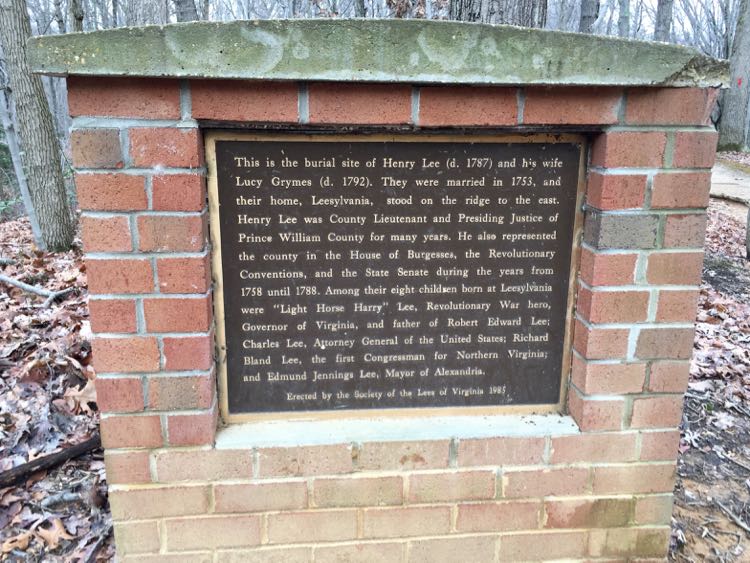 This is the burial site of Henry Lee (d. 1787) and his wife
Lucy Grymes (d. 1792). They were married in 1753, and
their home, Leesylvania, stood on the ridge to the east.
Henry Lee was County Lieutenant and Presiding Justice of
Prince William County for many years. He also represented
the county in the House of Burgesses, the Revolutionary
Conventions, and the State Senate during the years from
1758 until 1788. Among their eight children born at Leesylvania
were "Light Horse Harry" Lee, Revolutionary War hero,
Governor of Virginia, and father of Robert Edward Lee;
Charles Lee, Attorney General of the United States; Richard
Bland Lee, the first Congressman for Northern Virginia;
and Edmund Jennings Lee, Mayor of Alexandria.
Erected by the Society of the Lees of Virginia 1985